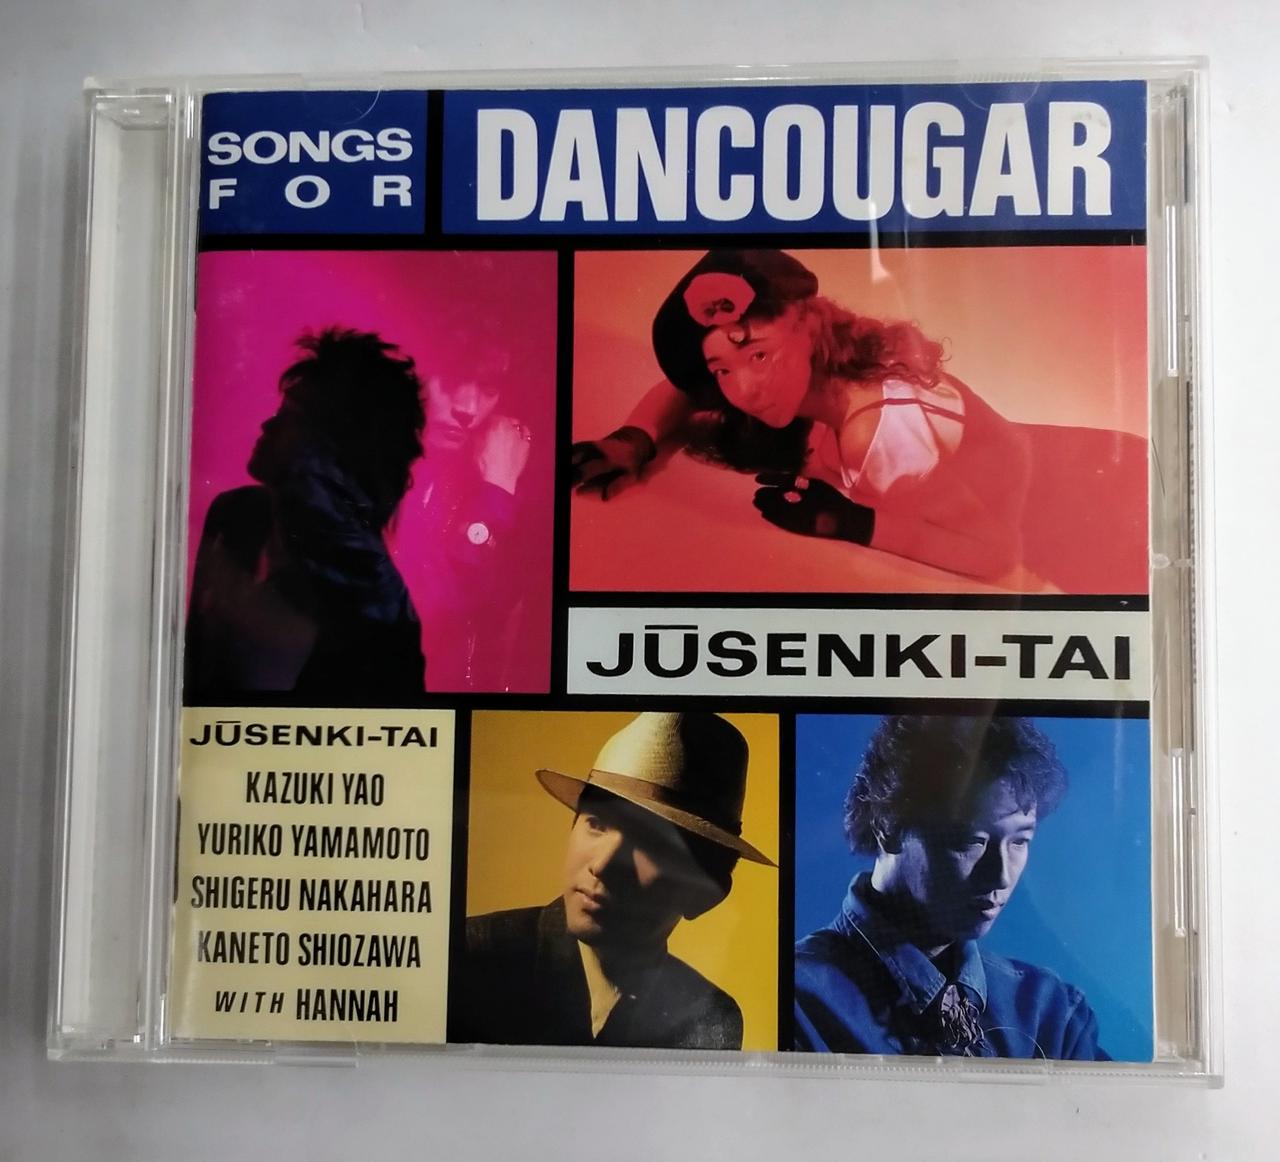 SONGS
FOR
DANCOUGAR
JŪSENKI-TAI
JŪSENKI-TAI
KAZUKI YAO
YURIKO YAMAMOTO
SHIGERU NAKAHARA
KANETO SHIOZAWA
WITH HANNAH